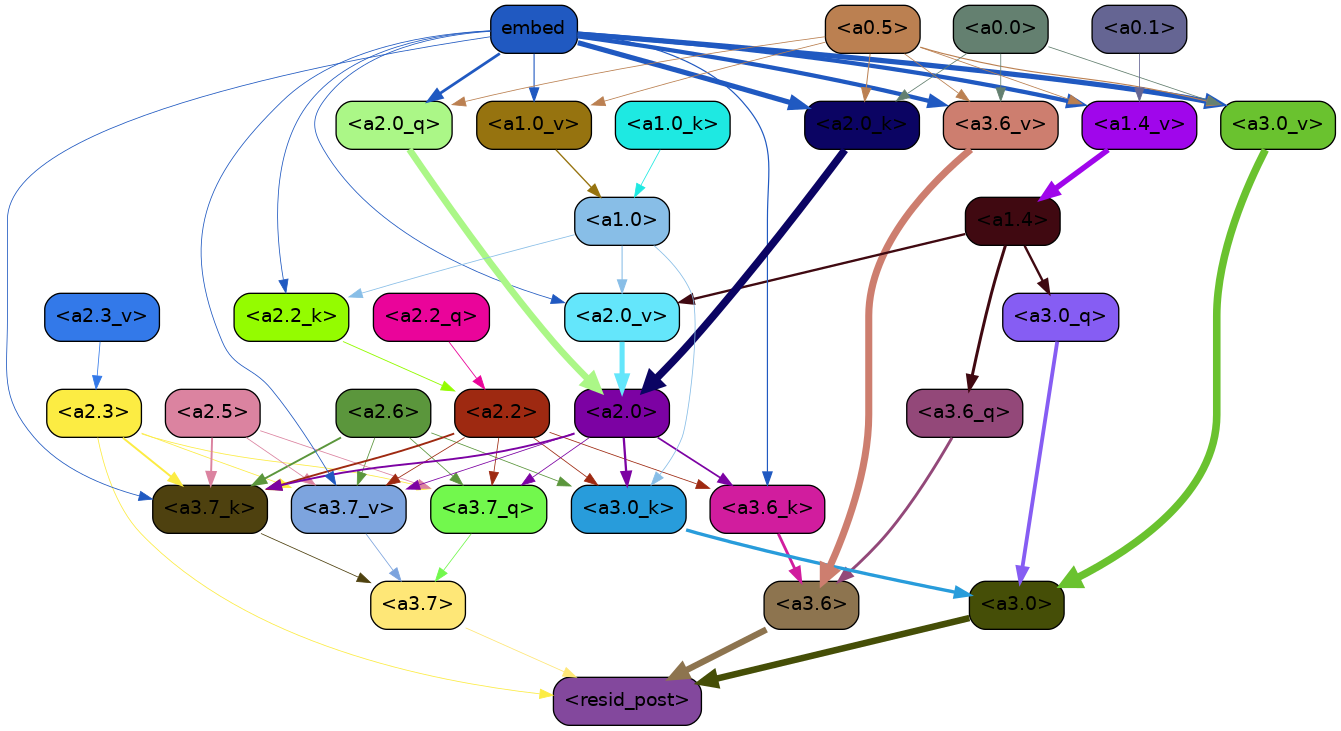 embed
<a0.5>
<a0.0>
<a0.1>
<a2.0_q>
<a1.0_v>
<a1.0_k>
<a2.0_k>
<a3.6_v>
<a1.4_v>
<a3.0_v>
<a1.0>
<a1.4>
<a2.3_v>
<a2.2_k>
<a2.2_q>
<a2.0_v>
<a3.0_q>
<a2.3>
<a2.5>
<a2.6>
<a2.2>
<a2.0>
<a3.6_q>
<a3.7_k>
<a3.7_v>
<a3.7_q>
<a3.0_k>
<a3.6_k>
<a3.7>
<a3.6>
<a3.0>
<resid_post>